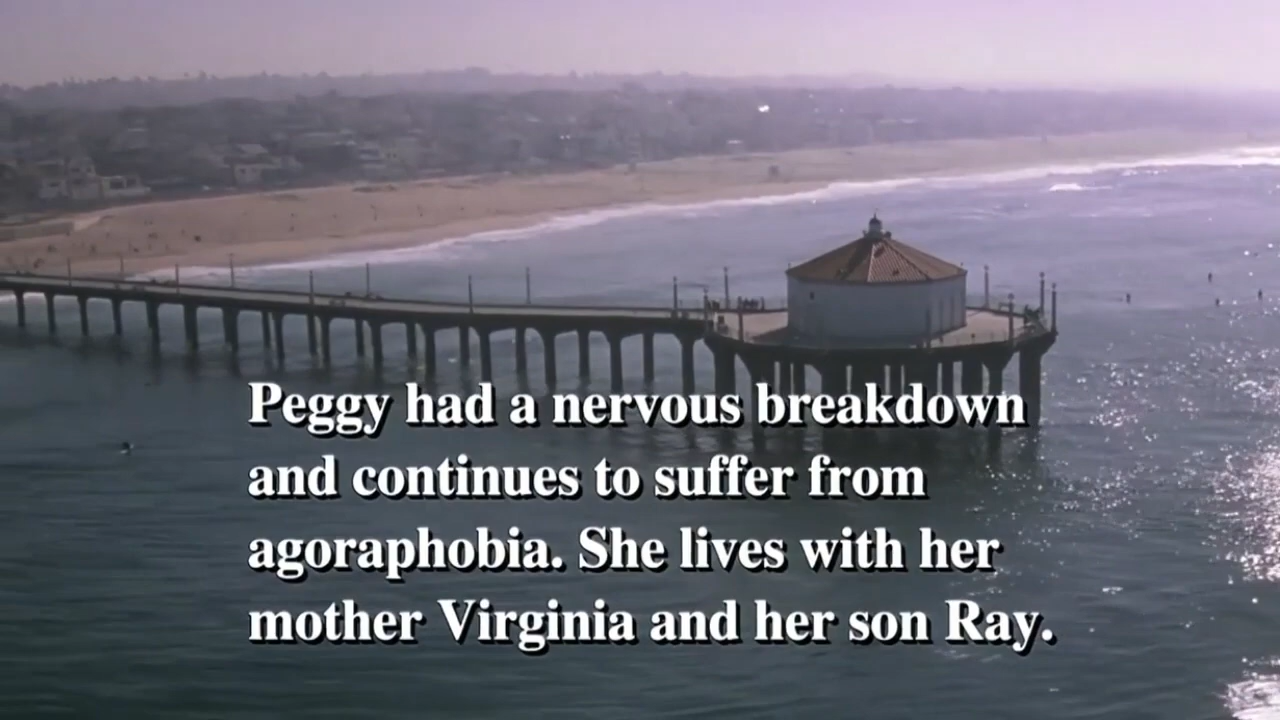 Peggy had a nervous breakdown
and continues to suffer from
agoraphobia. She lives with her
mother Virginia and her son Ray.